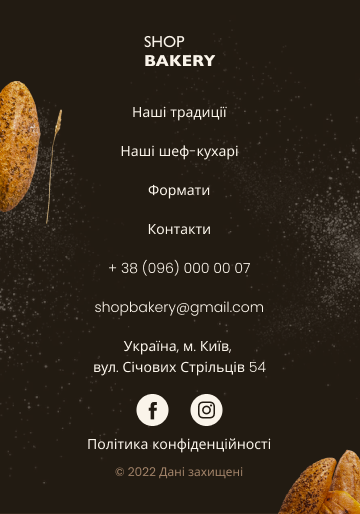 SHOP
BAKERY
Наші традиції
Наші шеф-кухарі
Формати
Контакти
+ 38 (096) 000 00 07
shopbakery@gmail.com
Україна, м. Київ,
вул. Січових Стрільців 54
Політика конфіденційності
© 2022 Дані захищені